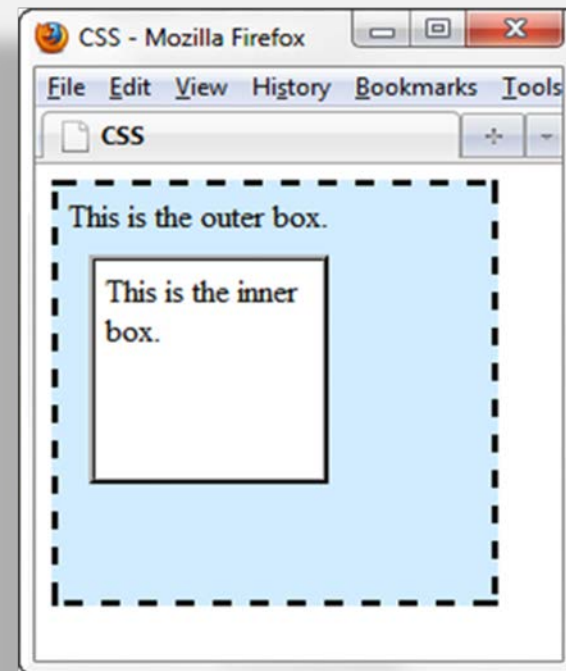 CSS - Mozilla Firefox
File Edit View History Bookmarks Tools
CSS
This is the outer box.
This is the inner
box.